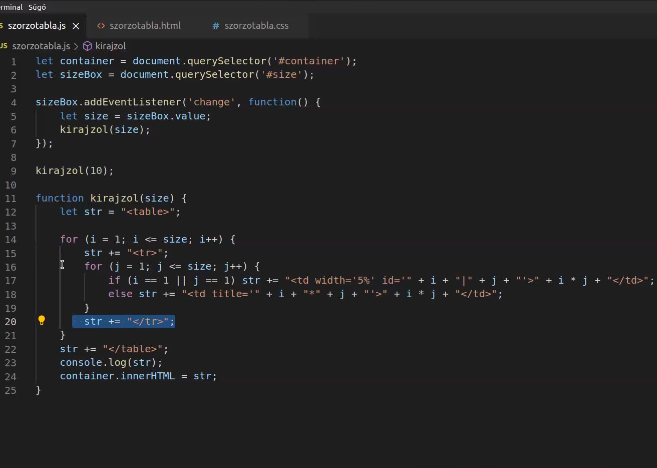 rminal Súgó
szorzotabla.js × <> szorzotabla.html # szorzotabla.css
JS szorzotabla.js > kirajzol
1 let container = document.querySelector('#container');
2 let sizeBox = document.querySelector('#size');
3
4 sizeBox.addEventListener('change', function() {
5 let size = sizeBox.value;
6 kirajzol(size);
7 });
8
9 kirajzol(10);
10
11 function kirajzol(size) {
12 let str = "<table>";
13
14 for (i = 1; i <= size; i++) {
15 str += "<tr>";
16 for (j = 1; j <= size; j++) {
17 if (i == 1 || j == 1) str += "<td width='5%' id='" + i + "|" + j + "'>" + i * j + "</td>";
18 else str += "<td title='" + i + "*" + j + "'>" + i * j + "</td>";
19 }
20 str += "</tr>";
21 }
22 str += "</table>";
23 console.log(str);
24 container.innerHTML = str;
25 }